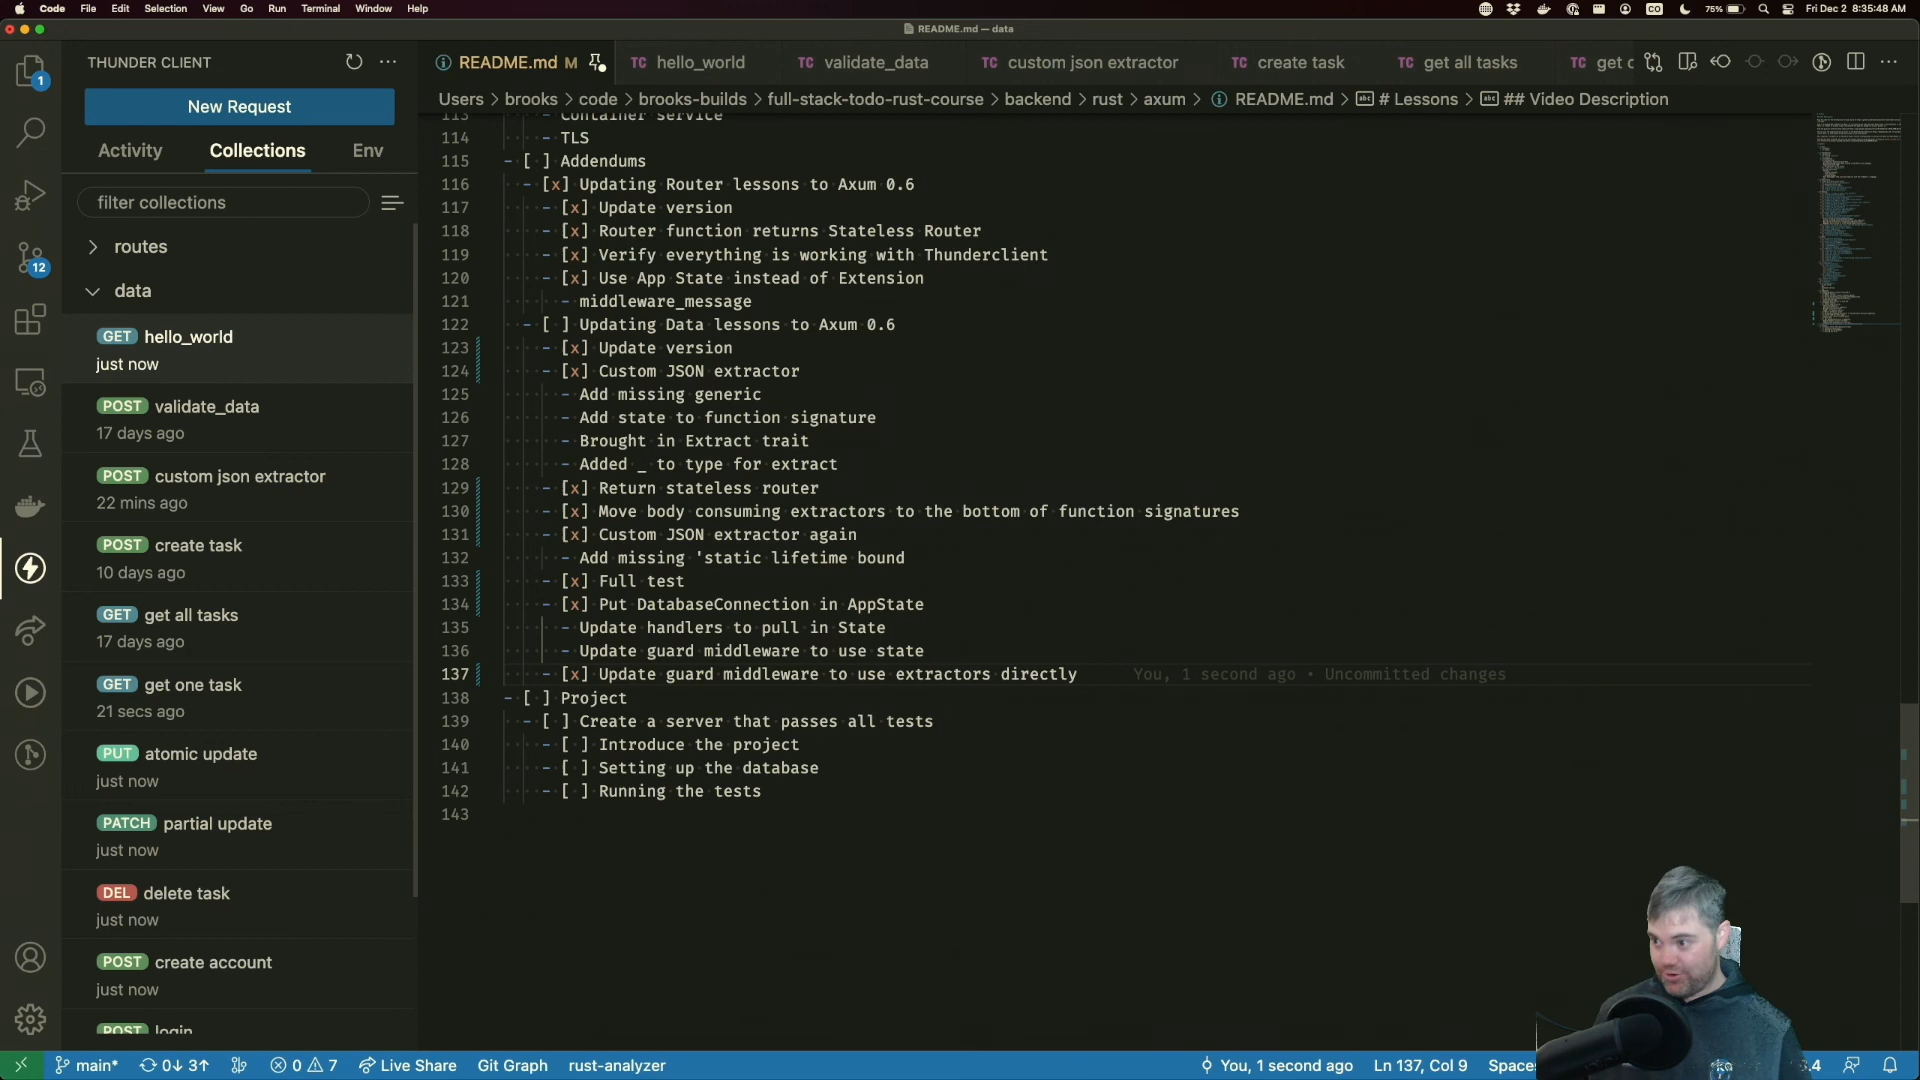 Code File Edit Selection View Go Run Terminal Window Help
CO 75% Fri Dec 2 8:35:48 AM
README.md — data
THUNDER CLIENT
README.md M
hello_world
validate_data
custom json extractor
create task
get all tasks
Users > brooks > code > brooks-builds > full-stack-todo-rust-course > backend > rust > axum > README.md > # Lessons > ## Video Description
New Request
Activity Collections Env
filter collections
routes
data
GET hello_world
just now
POST validate_data
17 days ago
POST custom json extractor
22 mins ago
POST create task
10 days ago
GET get all tasks
17 days ago
GET get one task
21 secs ago
PUT atomic update
just now
PATCH partial update
just now
DEL delete task
just now
POST create account
just now
POST login
1
12
113 - Container service
114 - TLS
115 - [ ] Addendums
116 - [x] Updating Router lessons to Axum 0.6
117 - [x] Update version
118 - [x] Router function returns Stateless Router
119 - [x] Verify everything is working with Thunderclient
120 - [x] Use App State instead of Extension
121 - middleware_message
122 - [ ] Updating Data lessons to Axum 0.6
123 - [x] Update version
124 - [x] Custom JSON extractor
125 - Add missing generic
126 - Add state to function signature
127 - Brought in Extract trait
128 - Added _ to type for extract
129 - [x] Return stateless router
130 - [x] Move body consuming extractors to the bottom of function signatures
131 - [x] Custom JSON extractor again
132 - Add missing 'static lifetime bound
133 - [x] Full test
134 - [x] Put DatabaseConnection in AppState
135 - Update handlers to pull in State
136 - Update guard middleware to use state
137 - [x] Update guard middleware to use extractors directly You, 1 second ago • Uncommitted changes
138 - [ ] Project
139 - [ ] Create a server that passes all tests
140 - [ ] Introduce the project
141 - [ ] Setting up the database
142 - [ ] Running the tests
143
main* 0↓ 3↑ 0 7 Live Share Git Graph rust-analyzer
You, 1 second ago Ln 137, Col 9